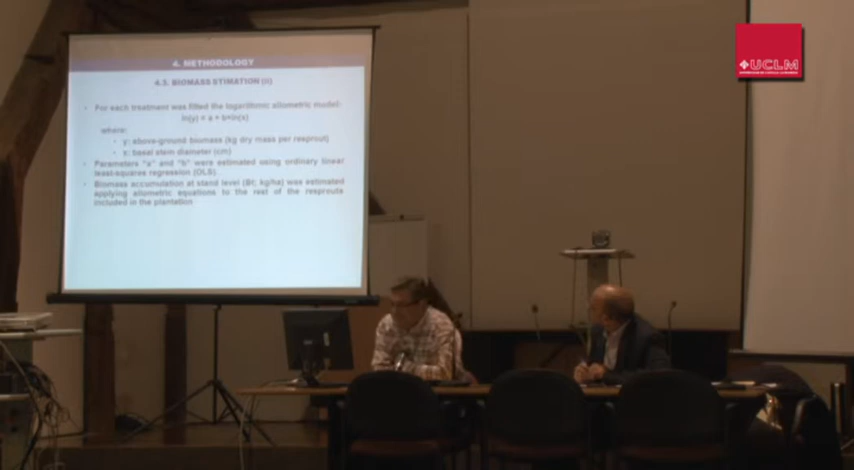 4. METHODOLOGY
4.3. BIOMASS STIMATION (II)
• For each treatment was fitted the logarithmic allometric model:
ln(y) = a + b•ln(x)
where:
• y: above-ground biomass (kg dry mass per resprout)
• x: basal stem diameter (cm)
• Parameters "a" and "b" were estimated using ordinary linear
least-squares regression (OLS).
• Biomass accumulation at stand level (Bt; kg/ha) was estimated
applying allometric equations to the rest of the resprouts
included in the plantation
UCLM